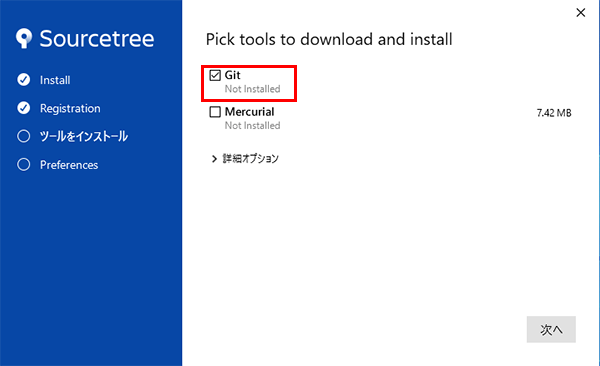 Sourcetree
Install
Registration
ツールをインストール
Preferences
Pick tools to download and install
Git
Not Installed
Mercurial 7.42 MB
Not Installed
詳細オプション
次へ